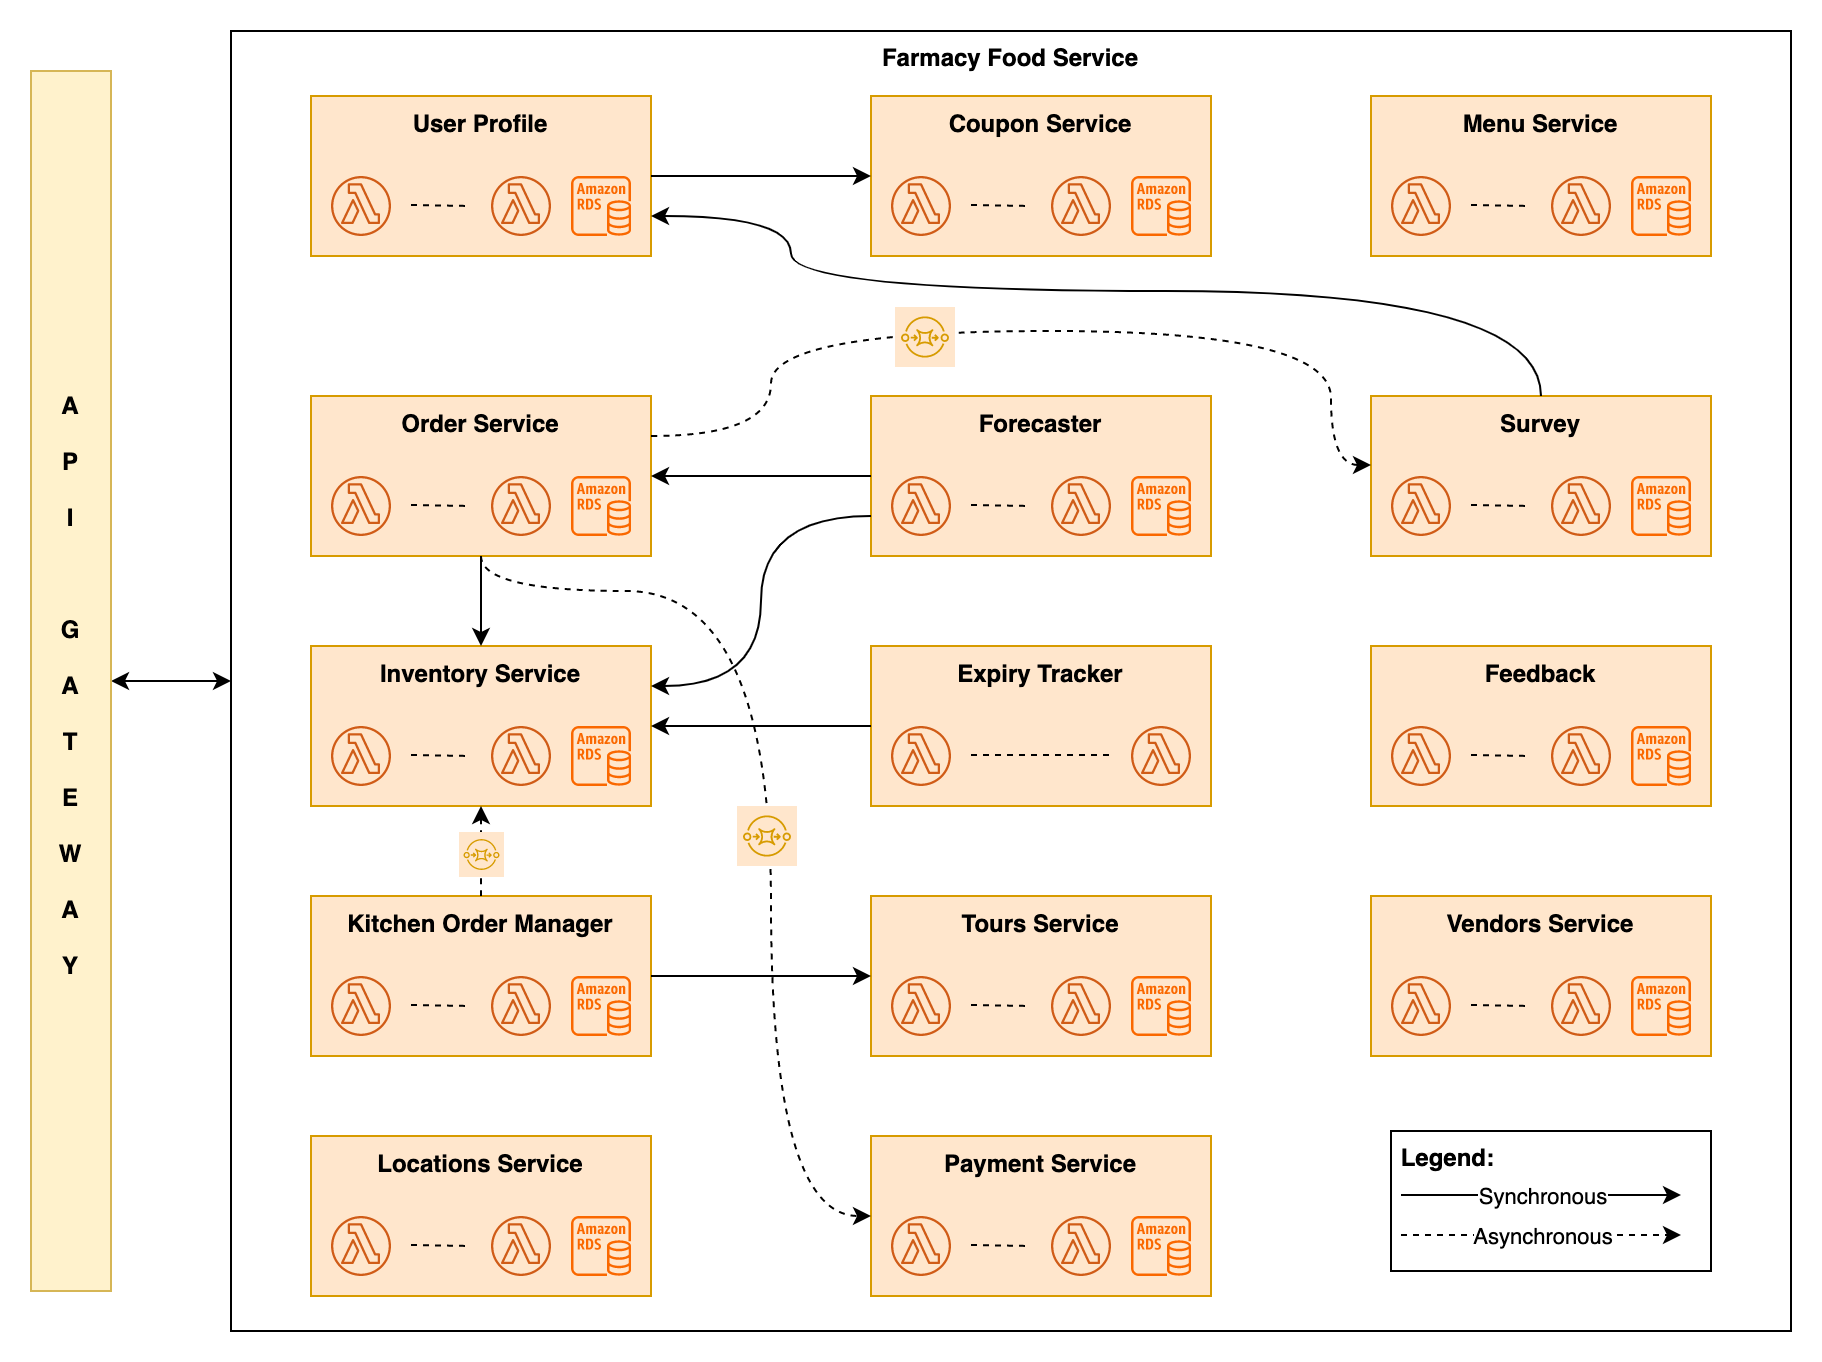 Farmacy Food Service
A
P
I
G
A
T
E
W
A
Y
User Profile
Amazon
RDS
Coupon Service
Amazon
RDS
Menu Service
Amazon
RDS
Order Service
Amazon
RDS
Forecaster
Amazon
RDS
Survey
Amazon
RDS
Inventory Service
Amazon
RDS
Expiry Tracker
Feedback
Amazon
RDS
Kitchen Order Manager
Amazon
RDS
Tours Service
Amazon
RDS
Vendors Service
Amazon
RDS
Locations Service
Amazon
RDS
Payment Service
Amazon
RDS
Legend:
Synchronous
Asynchronous